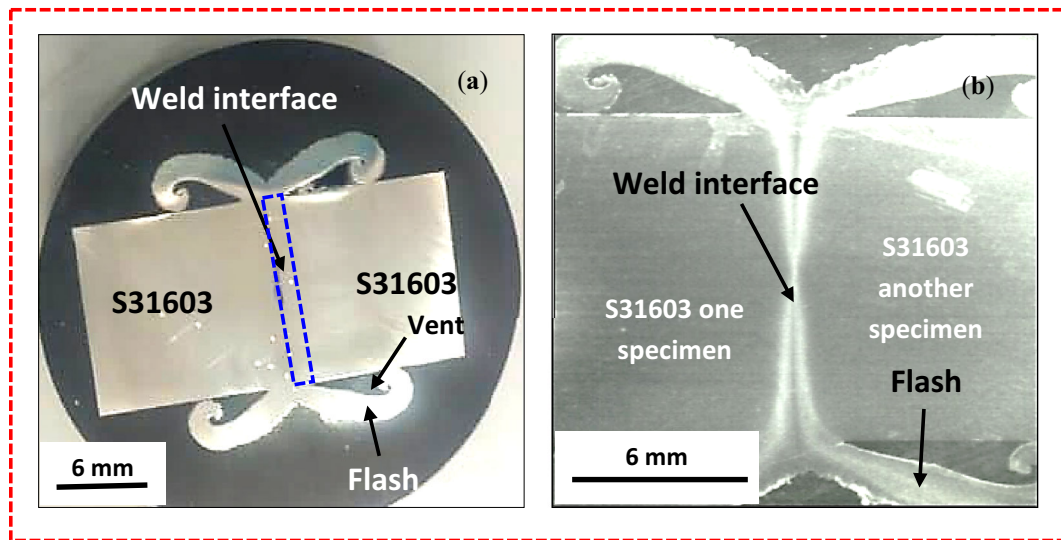 (a)
Weld interface
S31603
S31603
Vent
6 mm
Flash
(b)
Weld interface
S31603 one
specimen
S31603
another
specimen
Flash
6 mm